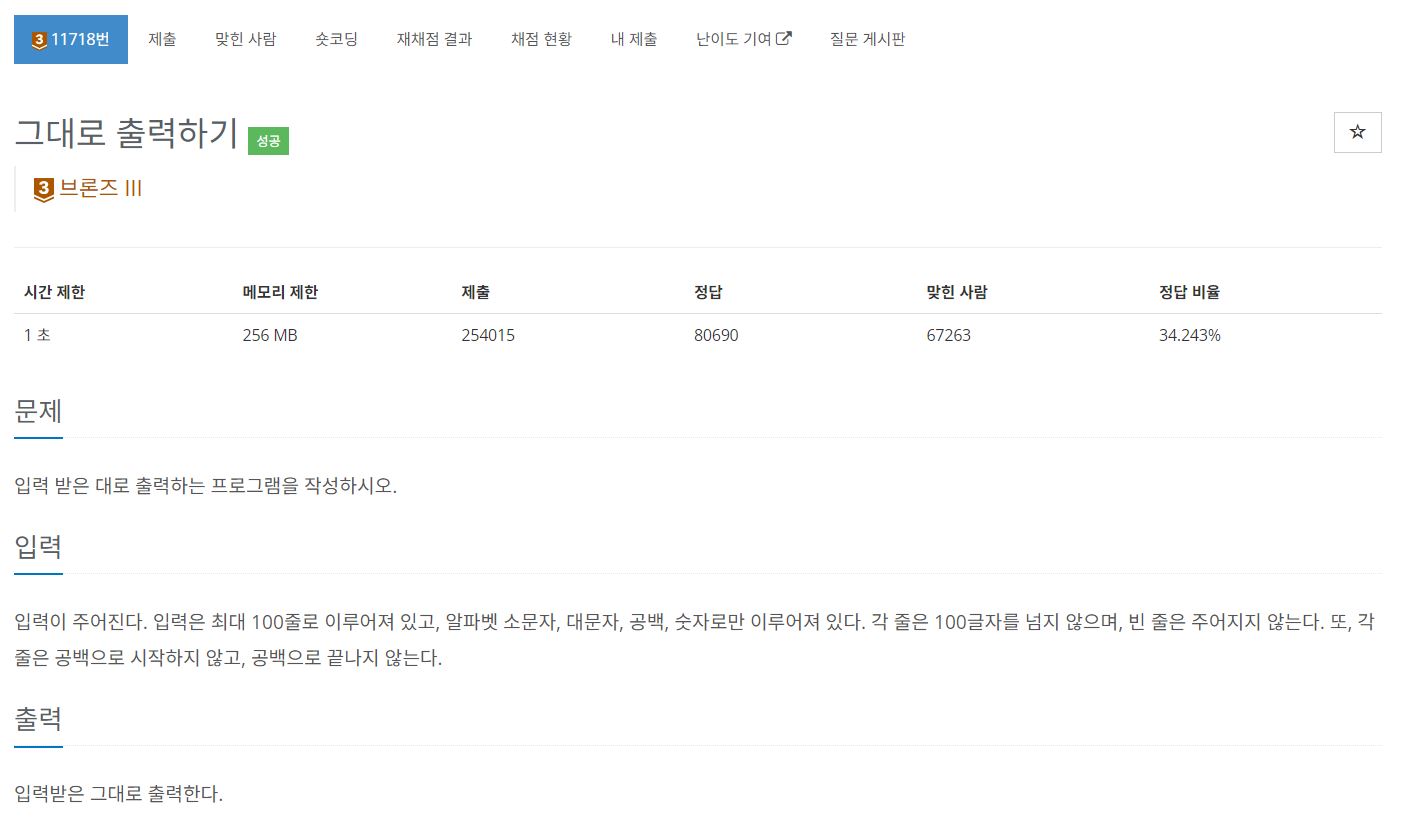 3 11718번 제출 맞힌 사람 숏코딩 재채점 결과 채점 현황 내 제출 난이도 기여 질문 게시판
그대로 출력하기 성공
3 브론즈 III
시간 제한 메모리 제한 제출 정답 맞힌 사람 정답 비율
1 초 256 MB 254015 80690 67263 34.243%
문제
입력 받은 대로 출력하는 프로그램을 작성하시오.
입력
입력이 주어진다. 입력은 최대 100줄로 이루어져 있고, 알파벳 소문자, 대문자, 공백, 숫자로만 이루어져 있다. 각 줄은 100글자를 넘지 않으며, 빈 줄은 주어지지 않는다. 또, 각
줄은 공백으로 시작하지 않고, 공백으로 끝나지 않는다.
출력
입력받은 그대로 출력한다.